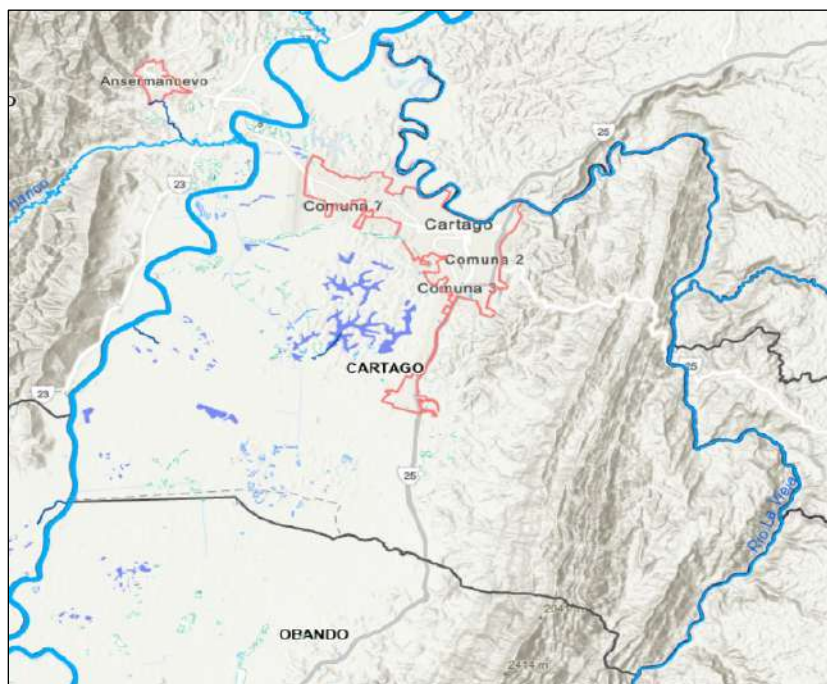 Ansermanuevo
25
23
Comuna 7
Cartago
Comuna 2
Comuna 3
CARTAGO
25
23
25
Río La Vieja
OBANDO
2414 m